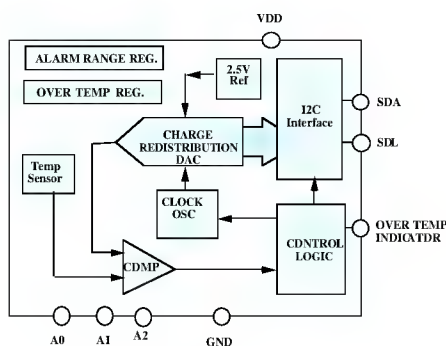 VDD
ALARM RANGE REG.
OVER TEMP REG.
2.5V
Ref
I2C
Interface
SDA
SDL
CHARGE
REDISTRIBUTION
DAC
Temp
Sensor
CLOCK
OSC
CDNTROL
LOGIC
OVER TEMP
INDICATDR
CDMP
A0
A1
A2
GND